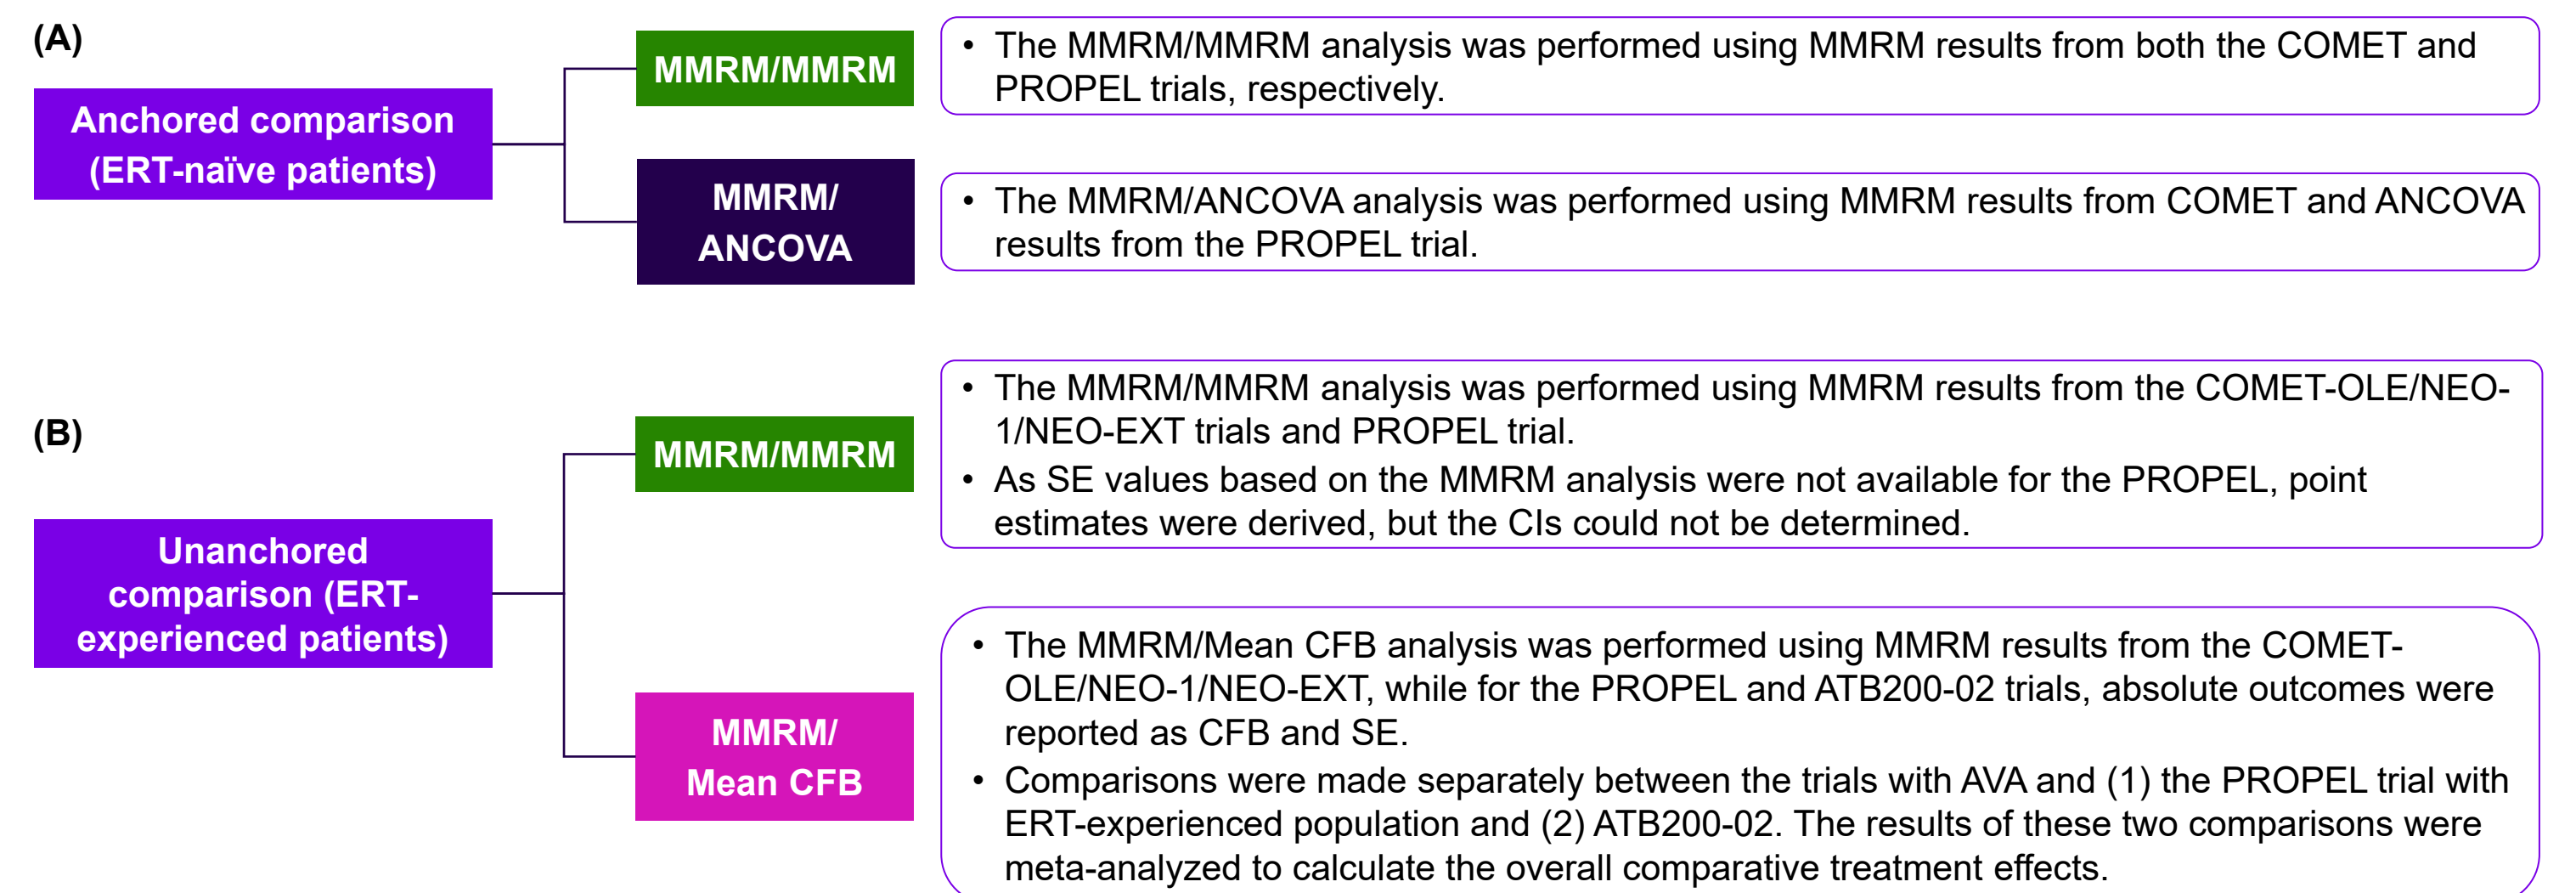 (A)
Anchored comparison
(ERT-naïve patients)
MMRM/MMRM
• The MMRM/MMRM analysis was performed using MMRM results from both the COMET and
PROPEL trials, respectively.
MMRM/
ANCOVA
• The MMRM/ANCOVA analysis was performed using MMRM results from COMET and ANCOVA
results from the PROPEL trial.
(B)
Unanchored
comparison (ERT-
experienced patients)
MMRM/MMRM
• The MMRM/MMRM analysis was performed using MMRM results from the COMET-OLE/NEO-
1/NEO-EXT trials and PROPEL trial.
• As SE values based on the MMRM analysis were not available for the PROPEL, point
estimates were derived, but the CIs could not be determined.
MMRM/
Mean CFB
• The MMRM/Mean CFB analysis was performed using MMRM results from the COMET-
OLE/NEO-1/NEO-EXT, while for the PROPEL and ATB200-02 trials, absolute outcomes were
reported as CFB and SE.
• Comparisons were made separately between the trials with AVA and (1) the PROPEL trial with
ERT-experienced population and (2) ATB200-02. The results of these two comparisons were
meta-analyzed to calculate the overall comparative treatment effects.